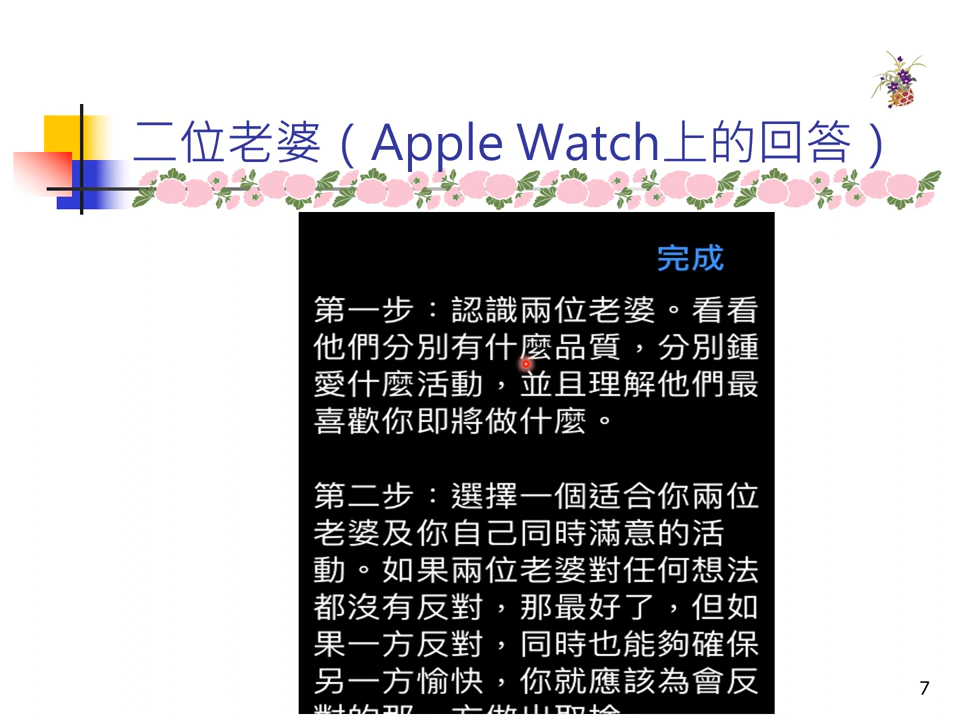 二位老婆（Apple Watch上的回答）
完成
第一步：認識兩位老婆。看看
他們分別有什麼品質，分別鍾
愛什麼活動，並且理解他們最
喜歡你即將做什麼。
第二步：選擇一個适合你兩位
老婆及你自己同時滿意的活
動。如果兩位老婆對任何想法
都沒有反對，那最好了，但如
果一方反對，同時也能夠確保
另一方愉快，你就應該為會反
7